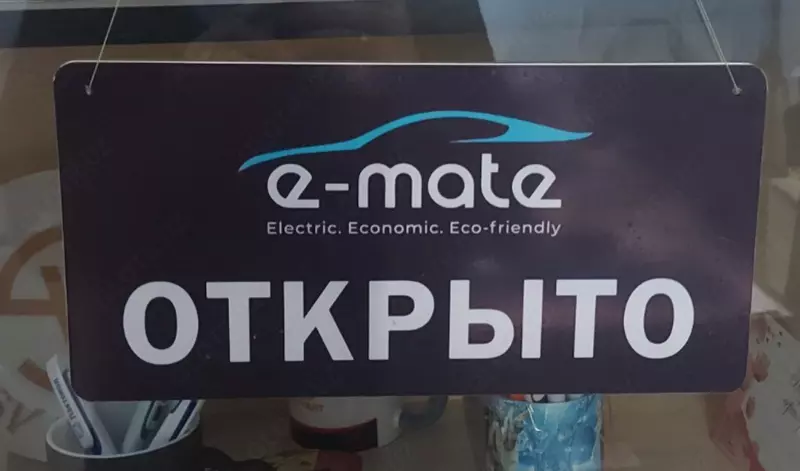 e-mate
Electric. Economic. Eco-friendly
ОТКРЫТО